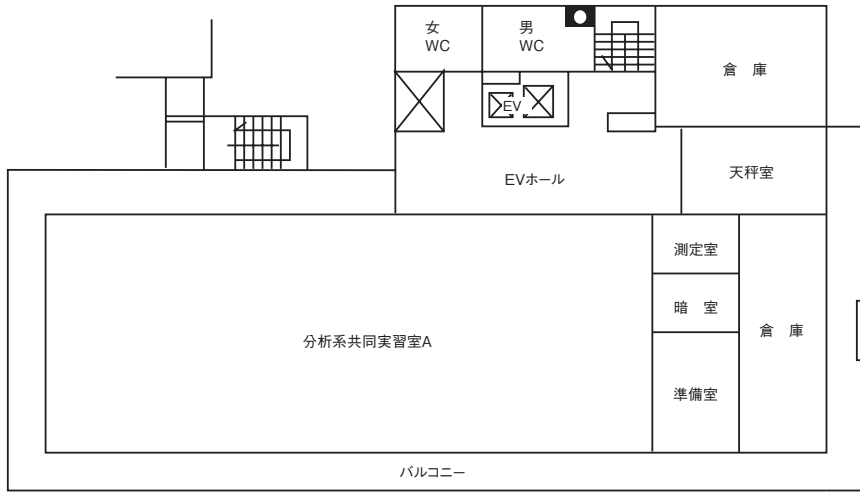 女
WC
男
WC
倉　庫
EV
EVホール
天秤室
測定室
暗　室
倉　庫
分析系共同実習室A
準備室
バルコニー